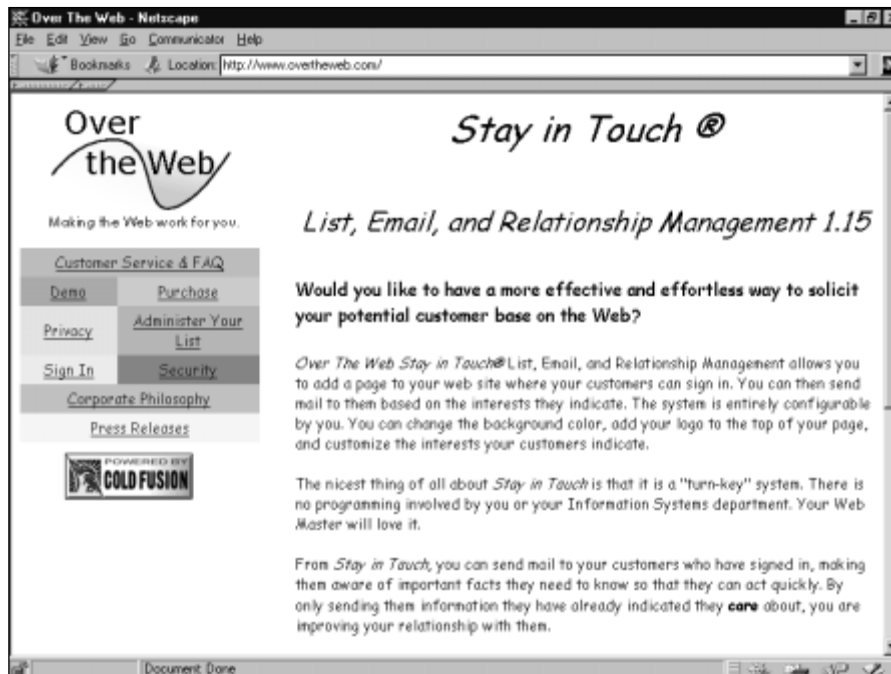 Over The Web - Netscape
File Edit View Go Communicator Help
Bookmarks Location: http://www.overtheweb.com/
Over
the Web
Making the Web work for you.
Customer Service & FAQ
Demo Purchase
Privacy Administer Your
List
Sign In Security
Corporate Philosophy
Press Releases
POWERED BY
COLD FUSION
Stay in Touch ®
List, Email, and Relationship Management 1.15
Would you like to have a more effective and effortless way to solicit
your potential customer base on the Web?
Over The Web Stay in Touch® List, Email, and Relationship Management allows you
to add a page to your web site where your customers can sign in. You can then send
mail to them based on the interests they indicate. The system is entirely configurable
by you. You can change the background color, add your logo to the top of your page,
and customize the interests your customers indicate.
The nicest thing of all about Stay in Touch is that it is a "turn-key" system. There is
no programming involved by you or your Information Systems department. Your Web
Master will love it.
From Stay in Touch, you can send mail to your customers who have signed in, making
them aware of important facts they need to know so that they can act quickly. By
only sending them information they have already indicated they care about, you are
improving your relationship with them.
Document Done